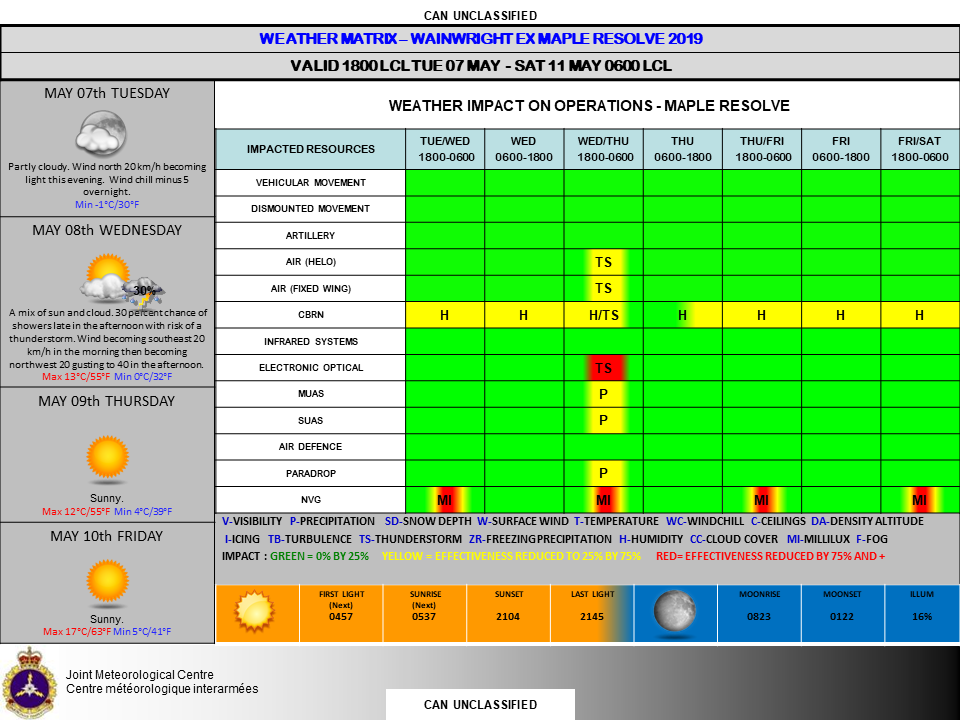 CAN UNCLASSIFIED
WEATHER MATRIX – WAINWRIGHT EX MAPLE RESOLVE 2019
VALID 1800 LCL TUE 07 MAY - SAT 11 MAY 0600 LCL
MAY 07th TUESDAY
Partly cloudy. Wind north 20 km/h becoming
light this evening. Wind chill minus 5
overnight.
Min -1°C/30°F
MAY 08th WEDNESDAY
30%
A mix of sun and cloud. 30 percent chance of
showers late in the afternoon with risk of a
thunderstorm. Wind becoming southeast 20
km/h in the morning then becoming
northwest 20 gusting to 40 in the afternoon.
Max 13°C/55°F Min 0°C/32°F
MAY 09th THURSDAY
Sunny.
Max 12°C/55°F Min 4°C/39°F
MAY 10th FRIDAY
Sunny.
Max 17°C/63°F Min 5°C/41°F
WEATHER IMPACT ON OPERATIONS - MAPLE RESOLVE
IMPACTED RESOURCES
TUE/WED
1800-0600
WED
0600-1800
WED/THU
1800-0600
THU
0600-1800
THU/FRI
1800-0600
FRI
0600-1800
FRI/SAT
1800-0600
VEHICULAR MOVEMENT
DISMOUNTED MOVEMENT
ARTILLERY
AIR (HELO) TS
AIR (FIXED WING) TS
CBRN H H H/TS H H H H
INFRARED SYSTEMS
ELECTRONIC OPTICAL TS
MUAS P
SUAS P
AIR DEFENCE
PARADROP P
NVG MI MI MI MI
V-VISIBILITY P-PRECIPITATION SD-SNOW DEPTH W-SURFACE WIND T-TEMPERATURE WC-WINDCHILL C-CEILINGS DA-DENSITY ALTITUDE
I-ICING TB-TURBULENCE TS-THUNDERSTORM ZR-FREEZING PRECIPITATION H-HUMIDITY CC-CLOUD COVER MI-MILLILUX F-FOG
IMPACT : GREEN = 0% BY 25% YELLOW = EFFECTIVENESS REDUCED TO 25% BY 75% RED= EFFECTIVENESS REDUCED BY 75% AND +
FIRST LIGHT
(Next)
0457
SUNRISE
(Next)
0537
SUNSET
2104
LAST LIGHT
2145
MOONRISE
0823
MOONSET
0122
ILLUM
16%
Joint Meteorological Centre
Centre météorologique interarmées
CAN UNCLASSIFIED